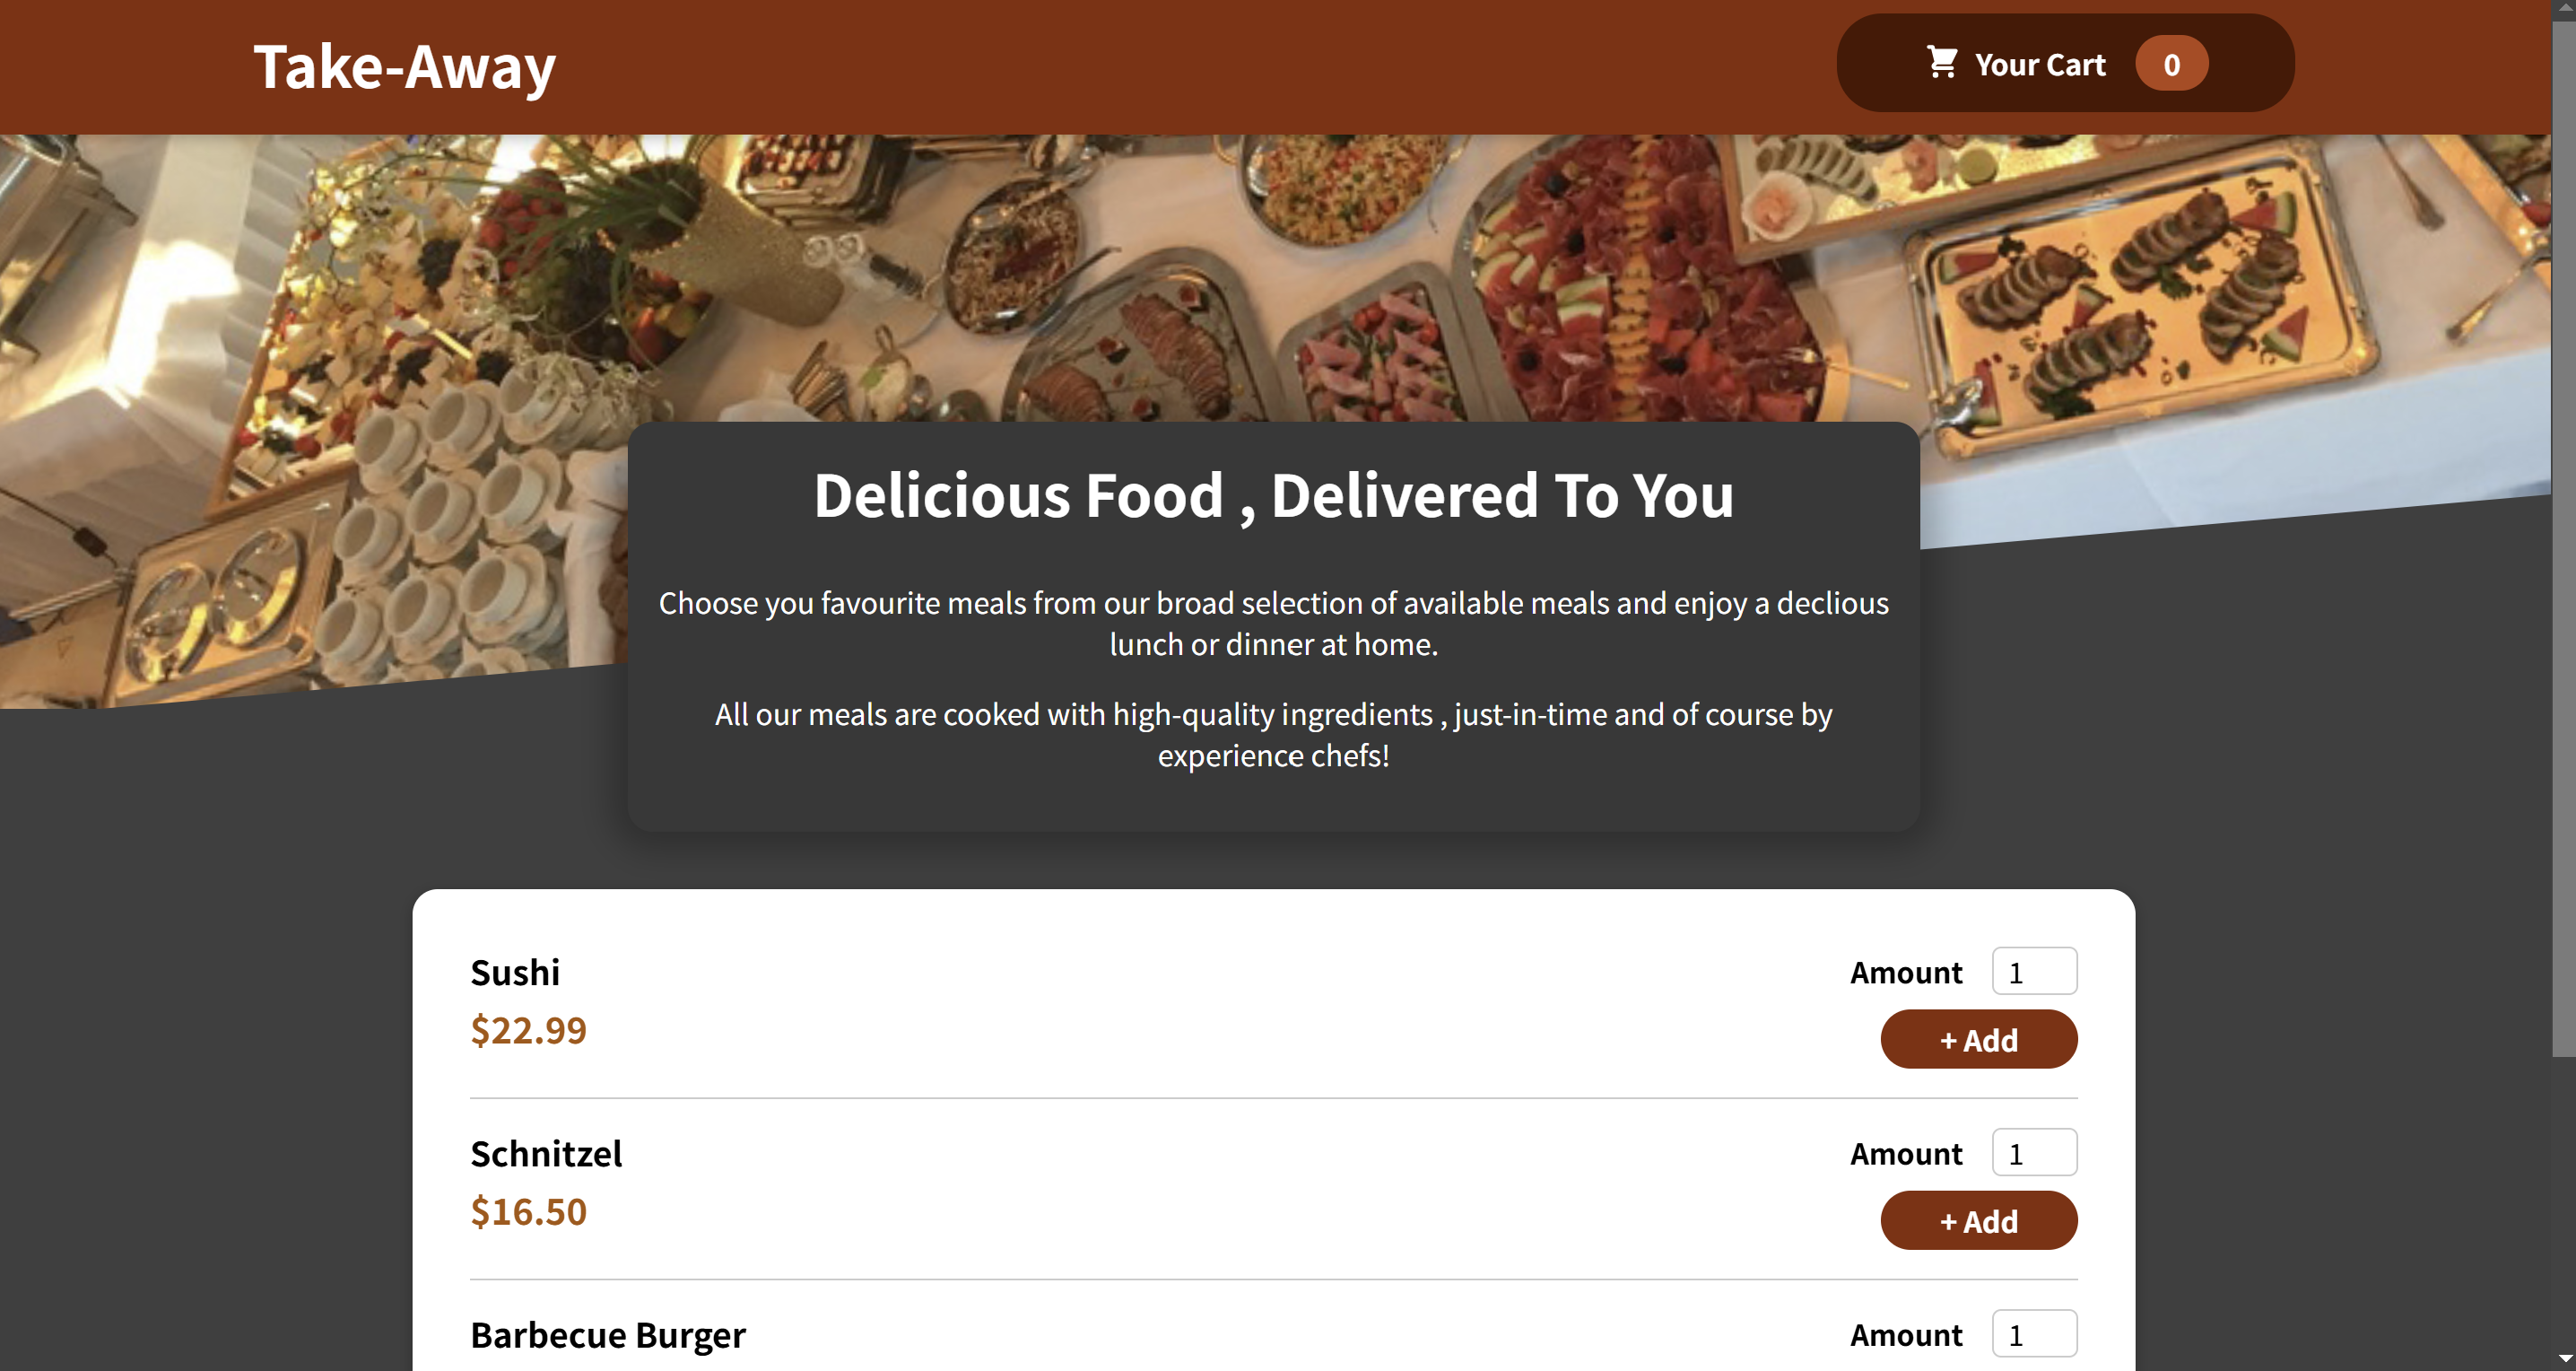 Take-Away
Your Cart 0
Delicious Food , Delivered To You
Choose you favourite meals from our broad selection of available meals and enjoy a declious
lunch or dinner at home.
All our meals are cooked with high-quality ingredients , just-in-time and of course by
experience chefs!
Sushi
Amount 1
$22.99
+ Add
Schnitzel
Amount 1
$16.50
+ Add
Barbecue Burger
Amount 1